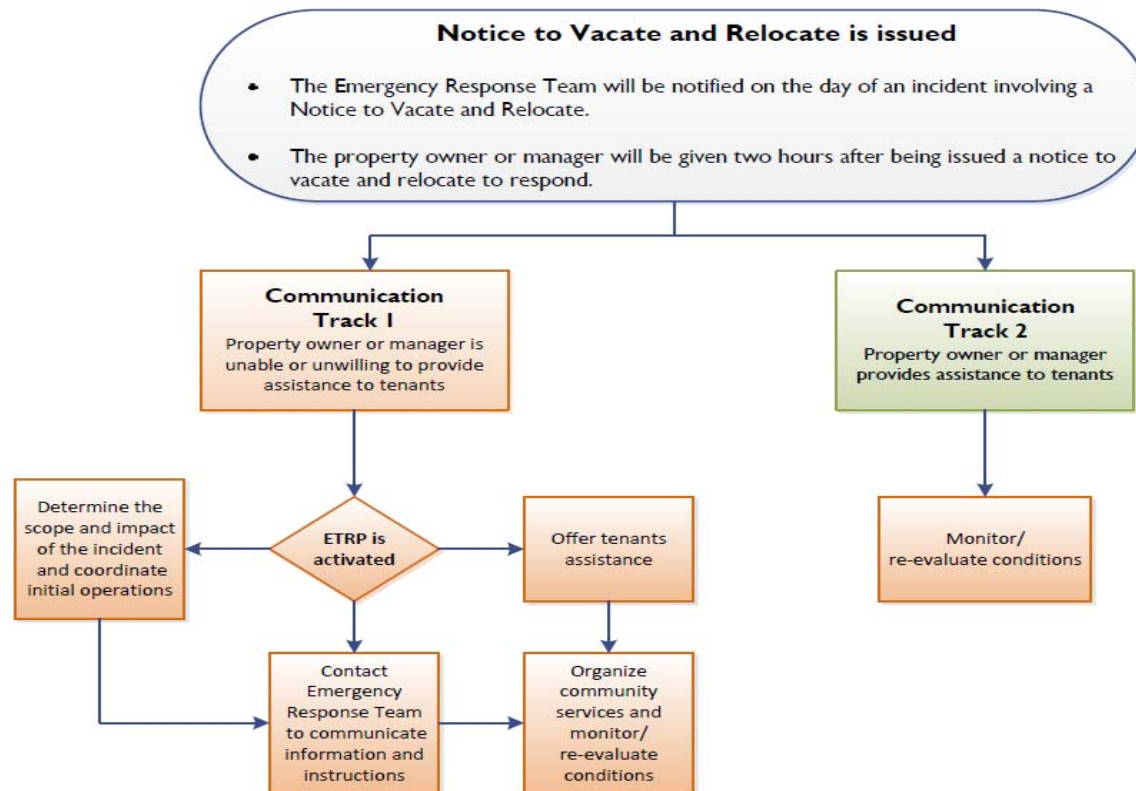 Notice to Vacate and Relocate is issued
• The Emergency Response Team will be notified on the day of an incident involving a
Notice to Vacate and Relocate.
• The property owner or manager will be given two hours after being issued a notice to
vacate and relocate to respond.
Communication
Track 1
Property owner or manager is
unable or unwilling to provide
assistance to tenants
Communication
Track 2
Property owner or manager
provides assistance to tenants
Determine the
scope and impact
of the incident
and coordinate
initial operations
ETRP is
activated
Offer tenants
assistance
Monitor/
re-evaluate conditions
Contact
Emergency
Response Team
to communicate
information and
instructions
Organize
community
services and
monitor/
re-evaluate
conditions